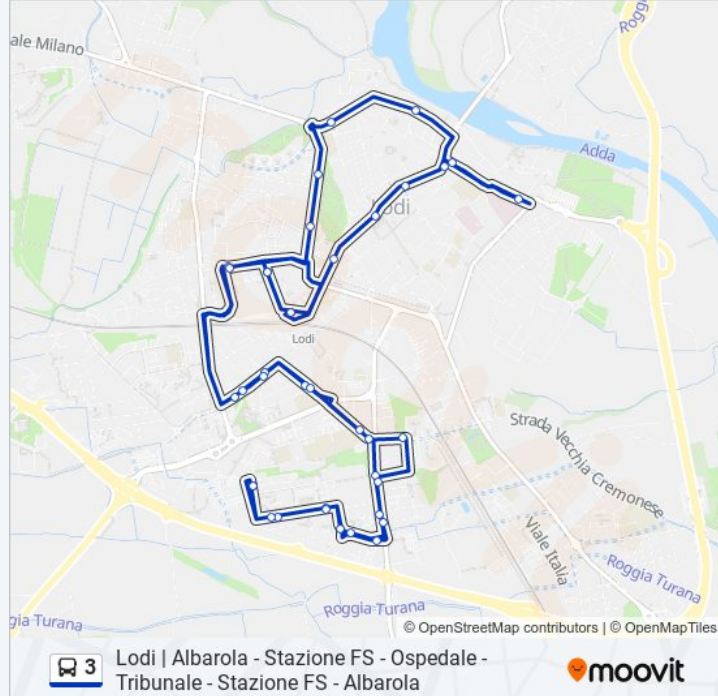 Roggia
ale Milano
Adda
Lodi
Lodi
Strada Vecchia Cremonese
Viale Italia
Roggia Turana
Roggia Turana
gia Turana
© OpenStreetMap contributors | © OpenMapTiles
3
Lodi | Albarola - Stazione FS - Ospedale -
Tribunale - Stazione FS - Albarola
moovit